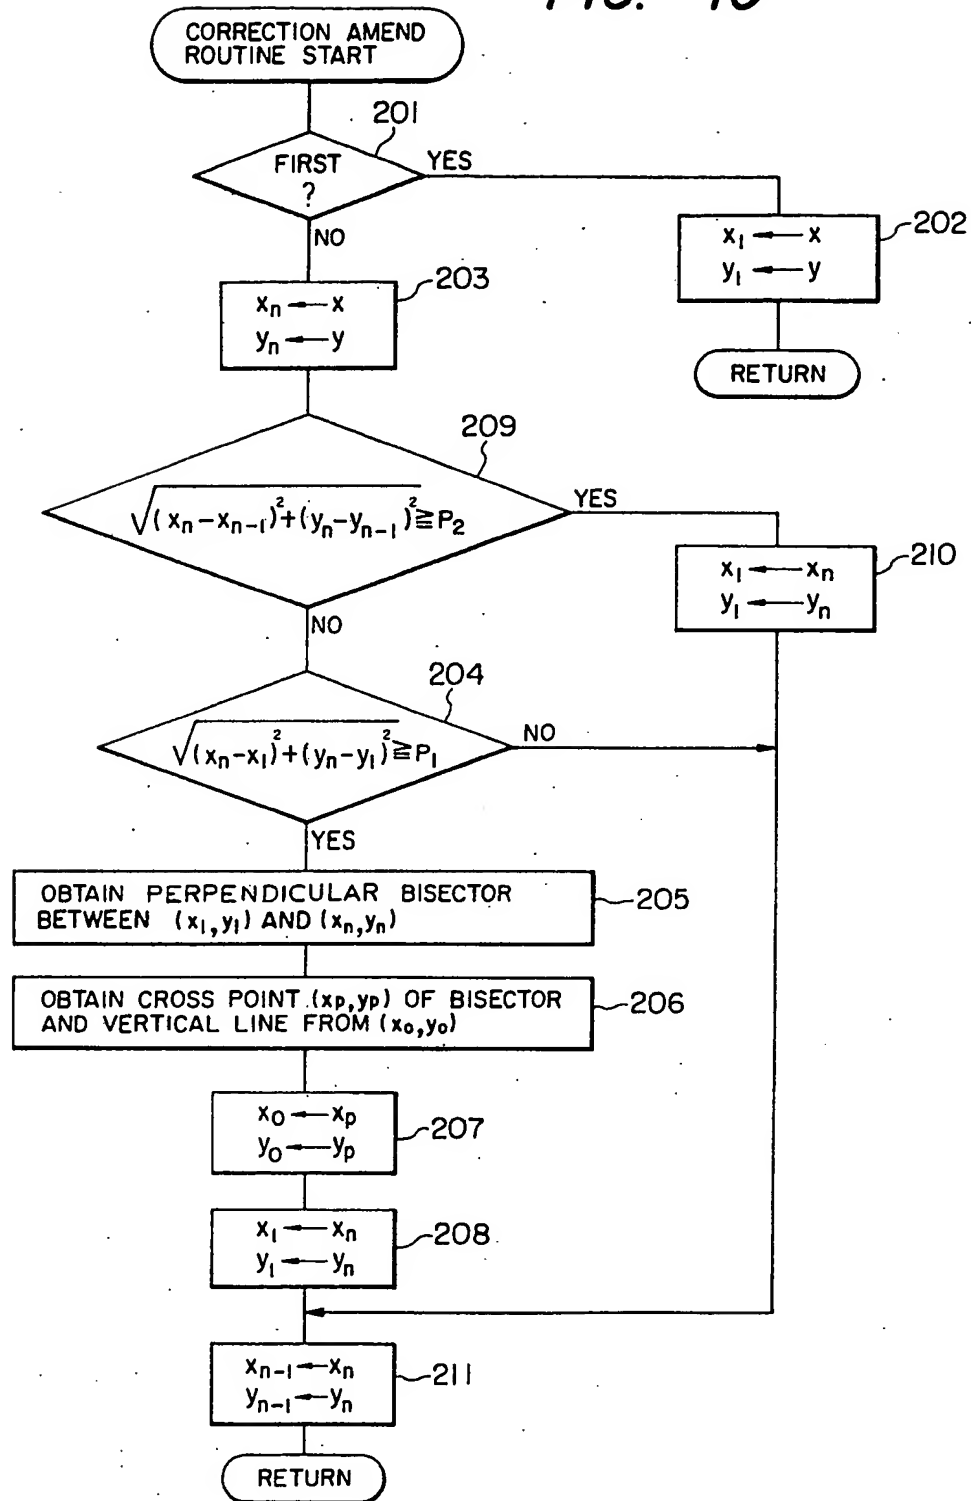 CORRECTION AMEND
ROUTINE START
201
FIRST
?
YES
NO
202
x₁ ← x
y₁ ← y
RETURN
203
xₙ ← x
yₙ ← y
209
√(xₙ−xₙ₋₁)²+(yₙ−yₙ₋₁)² ≧ P₂
YES
NO
210
x₁ ← xₙ
y₁ ← yₙ
204
√(xₙ−x₁)²+(yₙ−y₁)² ≧ P₁
NO
YES
OBTAIN PERPENDICULAR BISECTOR
BETWEEN (x₁,y₁) AND (xₙ,yₙ)
205
OBTAIN CROSS POINT (xp,yp) OF BISECTOR
AND VERTICAL LINE FROM (x₀,y₀)
206
x₀ ← xp
y₀ ← yp
207
x₁ ← xₙ
y₁ ← yₙ
208
xₙ₋₁ ← xₙ
yₙ₋₁ ← yₙ
211
RETURN